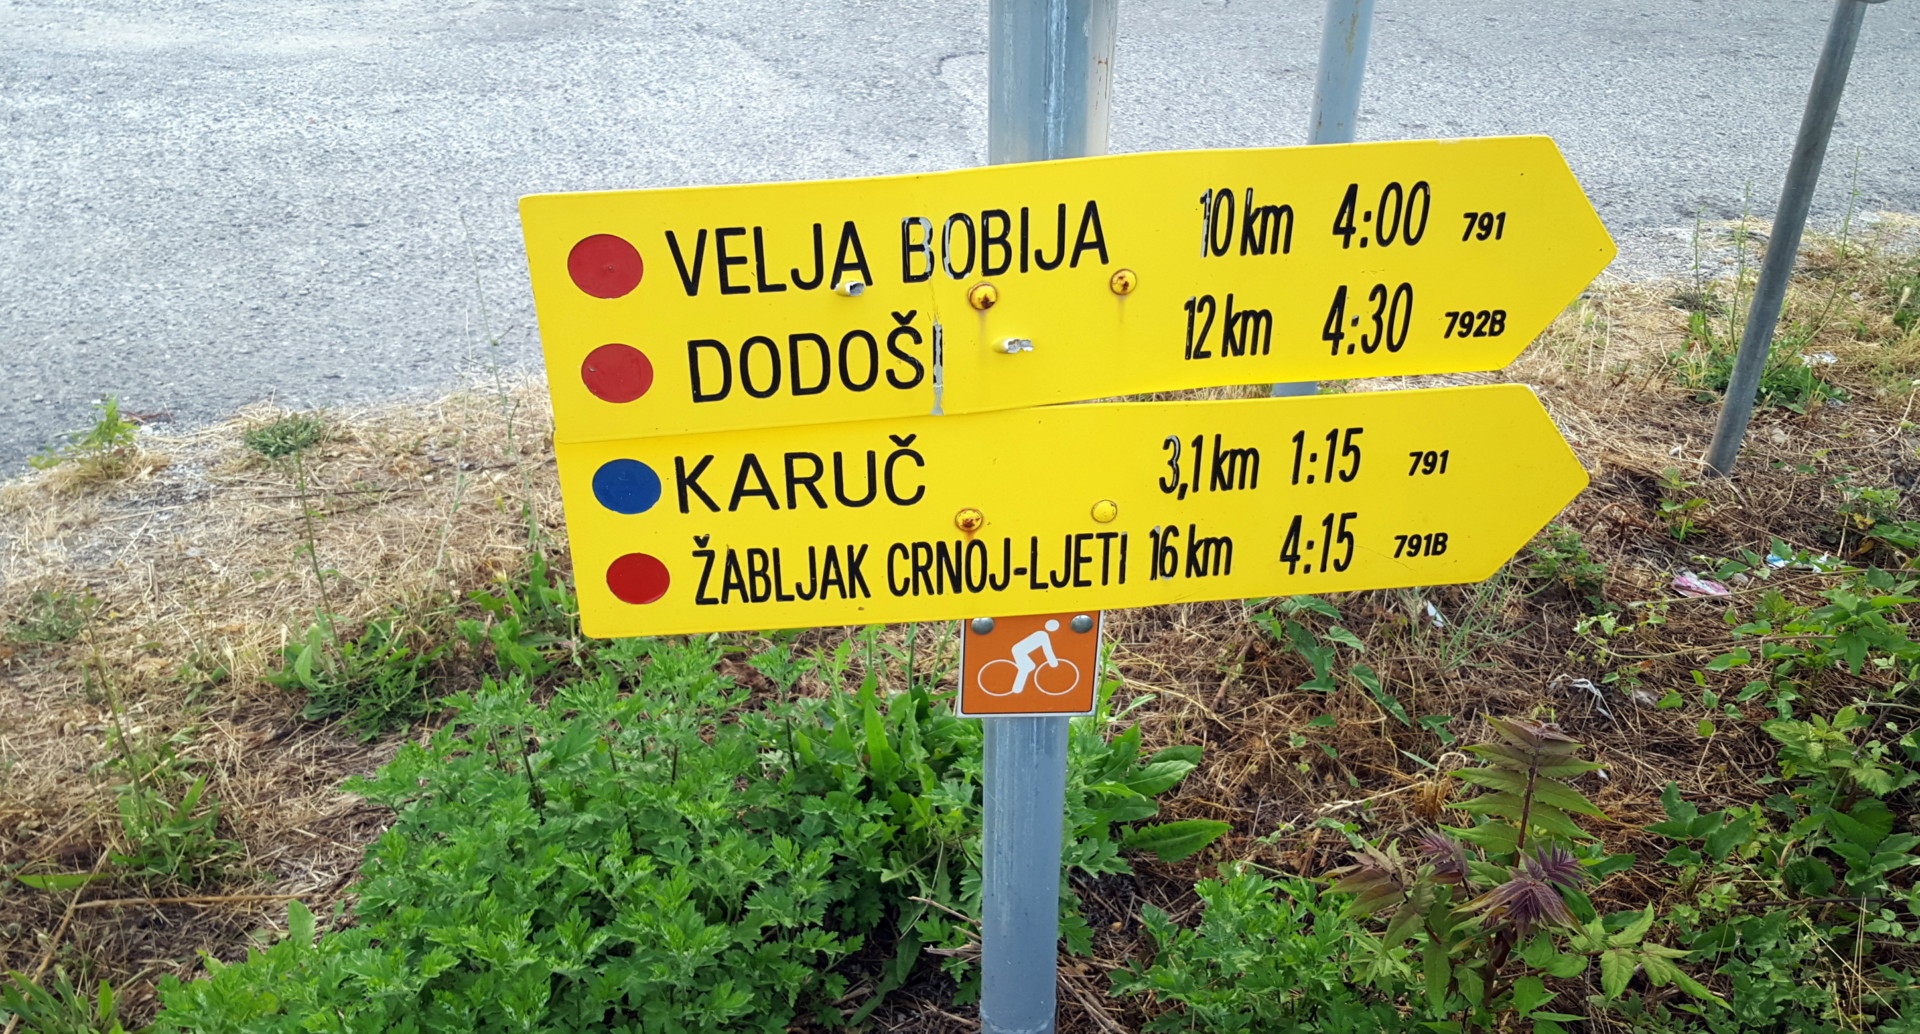 VELJA BOBIJA 10 km 4:00 791
DODOŠI 12 km 4:30 792B
KARUČ 3,1 km 1:15 791
ŽABLJAK CRNOJ-LJETI 16 km 4:15 791B